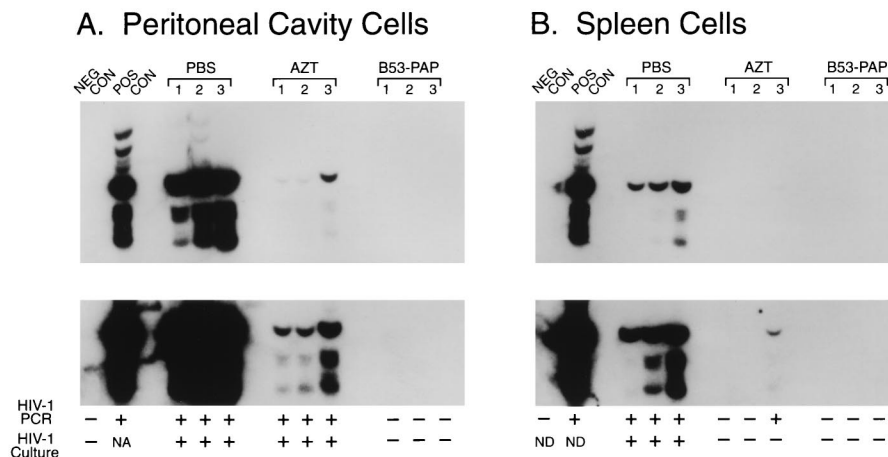 A. Peritoneal Cavity Cells
B. Spleen Cells
NEG CON
POS CON
PBS
AZT
B53-PAP
1 2 3
1 2 3
1 2 3
NEG CON
POS CON
PBS
AZT
B53-PAP
1 2 3
1 2 3
1 2 3
HIV-1 PCR
− + + + + + + + − − −
− + + + + − − + − − −
HIV-1 Culture
− NA + + + + + + − − −
ND ND + + + − − − − − −